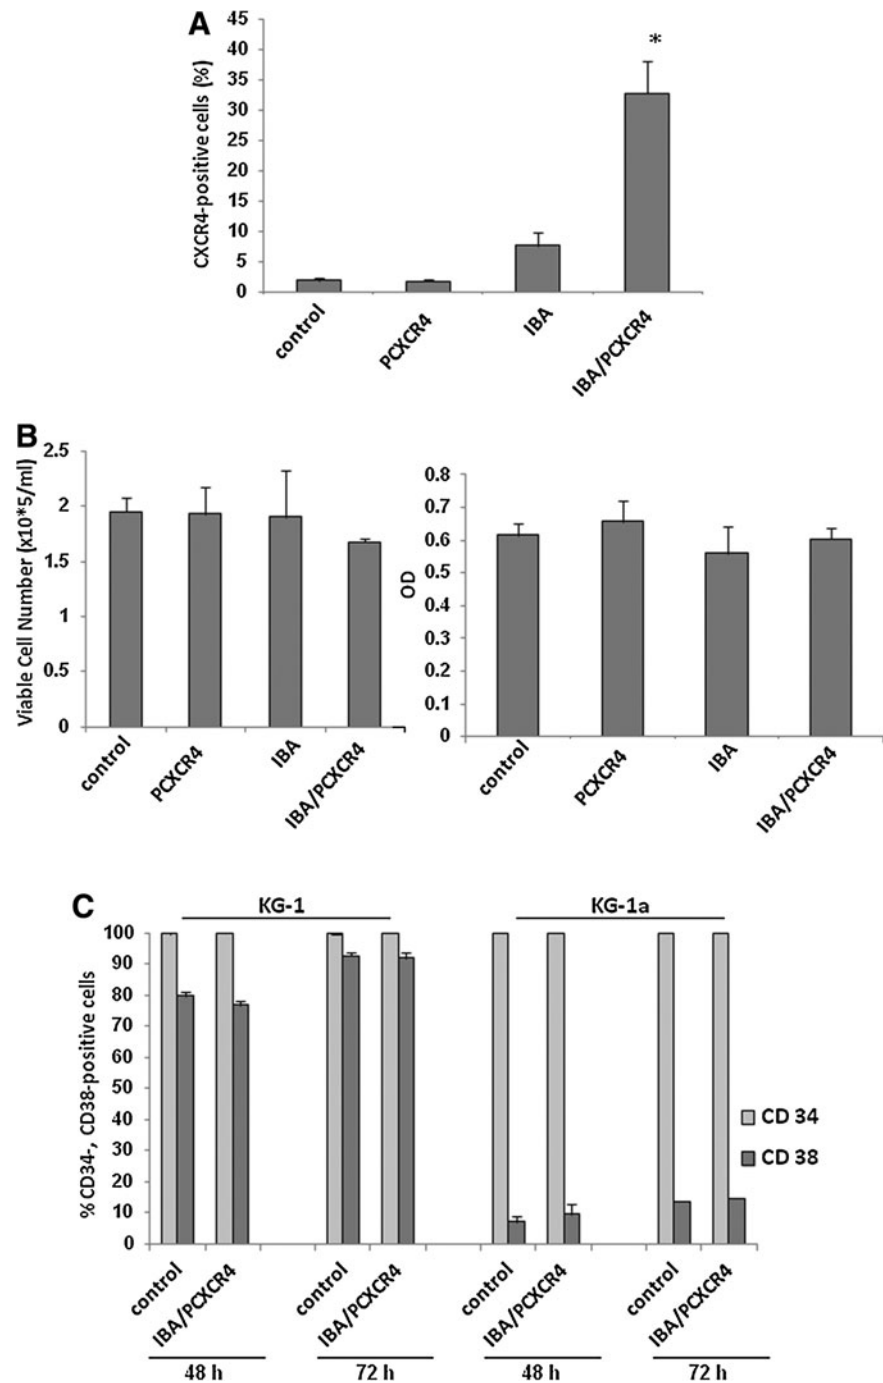 A
CXCR4-positive cells (%)
45
40
35
30
25
20
15
10
5
0
*
control
PCXCR4
IBA
IBA/PCXCR4
B
Viable Cell Number (x10*5/ml)
2.5
2
1.5
1
0.5
0
control
PCXCR4
IBA
IBA/PCXCR4
OD
0.8
0.7
0.6
0.5
0.4
0.3
0.2
0.1
0
control
PCXCR4
IBA
IBA/PCXCR4
C
KG-1
KG-1a
% CD34-, CD38-positive cells
100
90
80
70
60
50
40
30
20
10
0
CD 34
CD 38
control
IBA/PCXCR4
control
IBA/PCXCR4
control
IBA/PCXCR4
control
IBA/PCXCR4
48 h
72 h
48 h
72 h